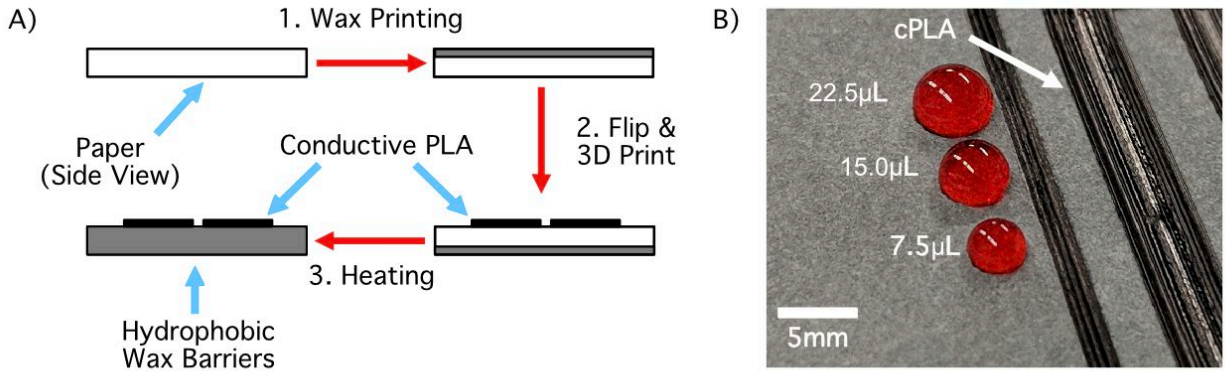 A)
1. Wax Printing
Paper
(Side View)
Conductive PLA
2. Flip &
3D Print
3. Heating
Hydrophobic
Wax Barriers
B)
cPLA
22.5µL
15.0µL
7.5µL
5mm